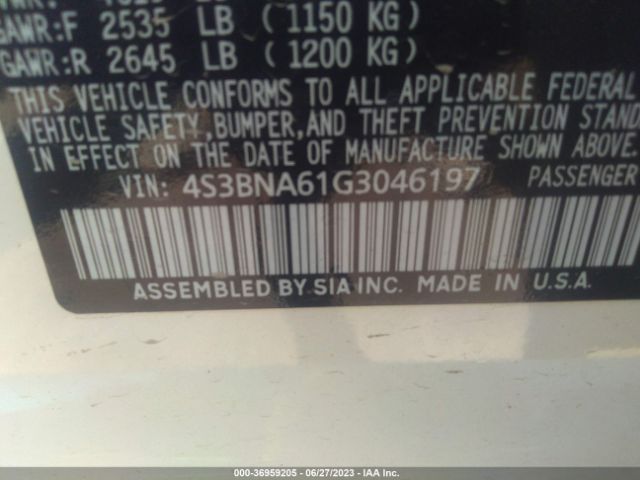 GAWR:F 2535 LB (1150 KG)
GAWR:R 2645 LB (1200 KG)
THIS VEHICLE CONFORMS TO ALL APPLICABLE FEDERAL
VEHICLE SAFETY, BUMPER, AND THEFT PREVENTION STAND
IN EFFECT ON THE DATE OF MANUFACTURE SHOWN ABOVE.
VIN: 4S3BNA61G3046197 PASSENGER
ASSEMBLED BY SIA INC. MADE IN U.S.A.
000-36959205 - 06/27/2023 - IAAI.COM